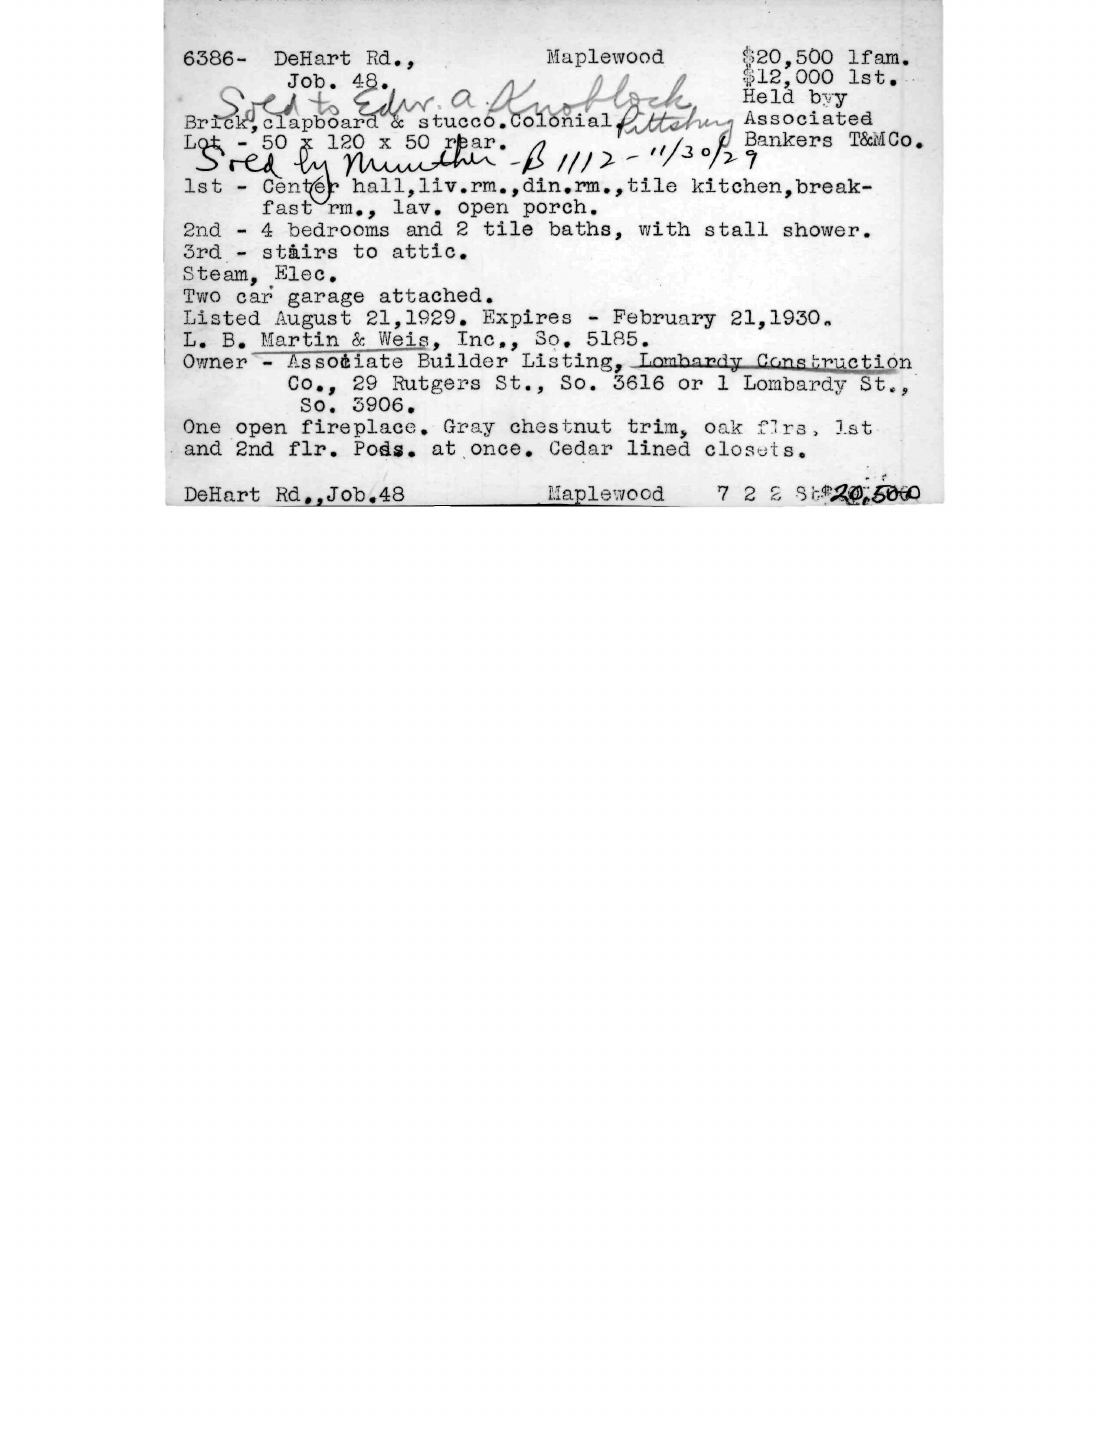 6386- DeHart Rd., Maplewood $20,500 1fam.
Job. 48. $12,000 1st.
Sold to Edw. A. Knoblock, Held byy
Brick, clapboard & stucco. Colonial Pittsburg Associated
Lot - 50 x 120 x 50 rear. Bankers T&MCo.
Sold by - B 1112 - 11/30/29
1st - Center hall,liv.rm.,din.rm.,tile kitchen,break-
fast rm., lav. open porch.
2nd - 4 bedrooms and 2 tile baths, with stall shower.
3rd - stairs to attic.
Steam, Elec.
Two car garage attached.
Listed August 21,1929. Expires - February 21,1930.
L. B. Martin & Weis, Inc., So. 5185.
Owner - Associate Builder Listing, Lombardy Construction
Co., 29 Rutgers St., So. 3616 or 1 Lombardy St.,
So. 3906.
One open fireplace. Gray chestnut trim, oak flrs, 1st
and 2nd flr. Poss. at once. Cedar lined closets.
DeHart Rd.,Job.48 Maplewood 7 2 2 St $20,500